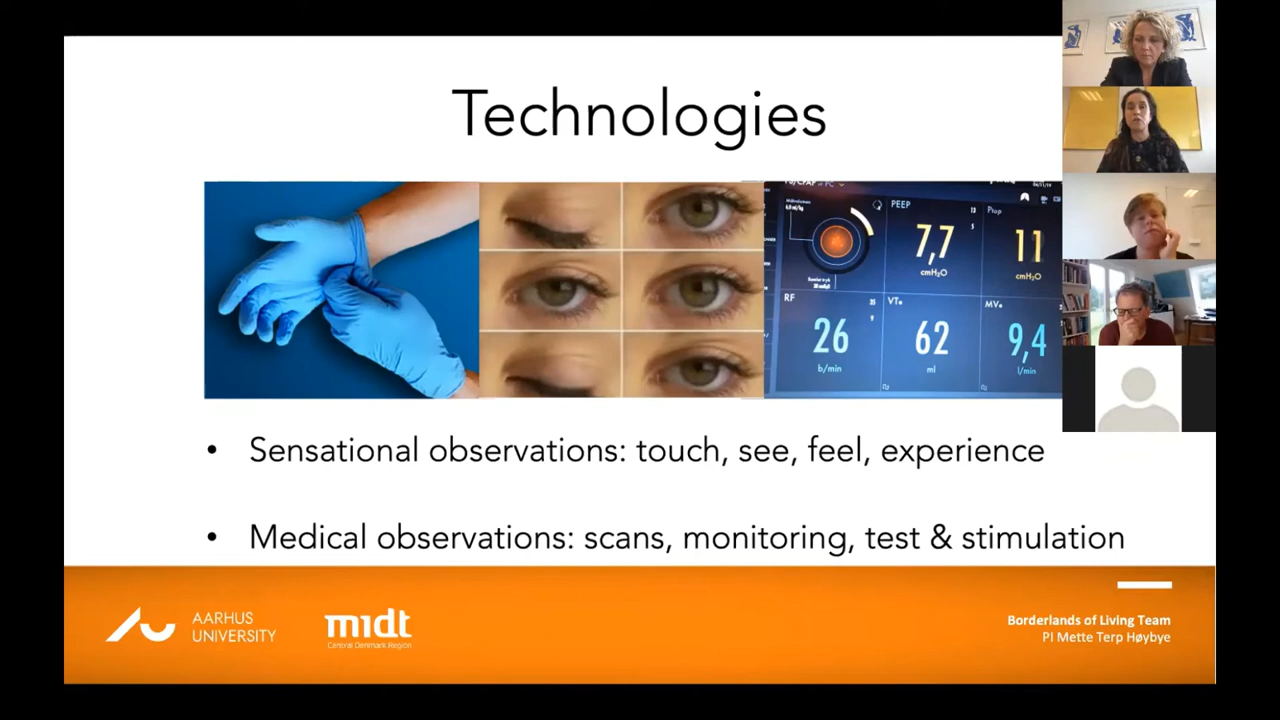 Technologies
PEEP
7,7
cmH₂O
11
cmH₂O
RF
26
b/min
VTe
62
ml
MVe
9,4
l/min
• Sensational observations: touch, see, feel, experience
• Medical observations: scans, monitoring, test & stimulation
AARHUS
UNIVERSITY
midt
Central Denmark Region
Borderlands of Living Team
PI Mette Terp Høybye